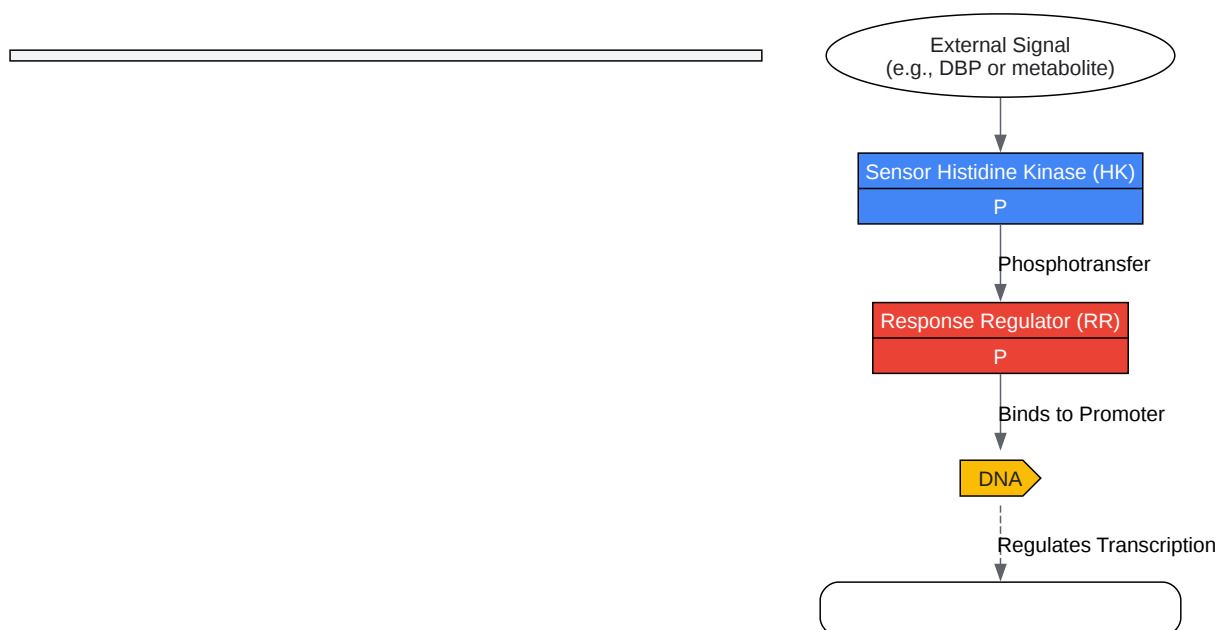 External Signal
(e.g., DBP or metabolite)
Sensor Histidine Kinase (HK)
P
Phosphotransfer
Response Regulator (RR)
P
Binds to Promoter
DNA
Regulates Transcription